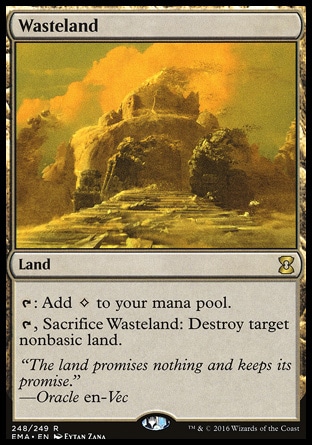 Wasteland
Land
: Add to your mana pool.
, Sacrifice Wasteland: Destroy target
nonbasic land.
"The land promises nothing and keeps its
promise."
—Oracle en-Vec
248/249 R
EMA • EN Eytan Zana
™ & © 2016 Wizards of the Coast